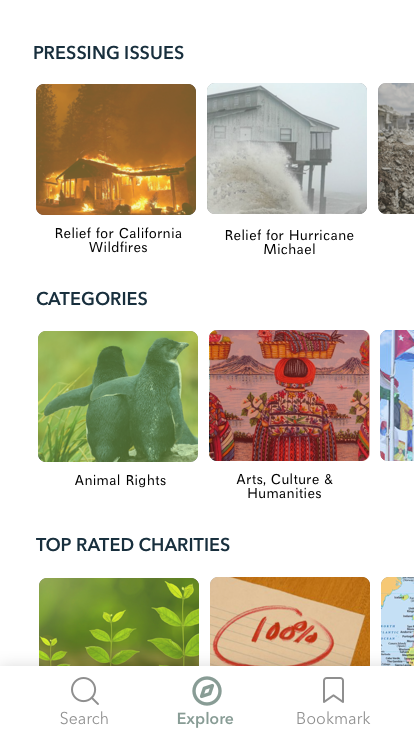 PRESSING ISSUES
Relief for California
Wildfires
Relief for Hurricane
Michael
CATEGORIES
Animal Rights
Arts, Culture &
Humanities
TOP RATED CHARITIES
100%
Search
Explore
Bookmark